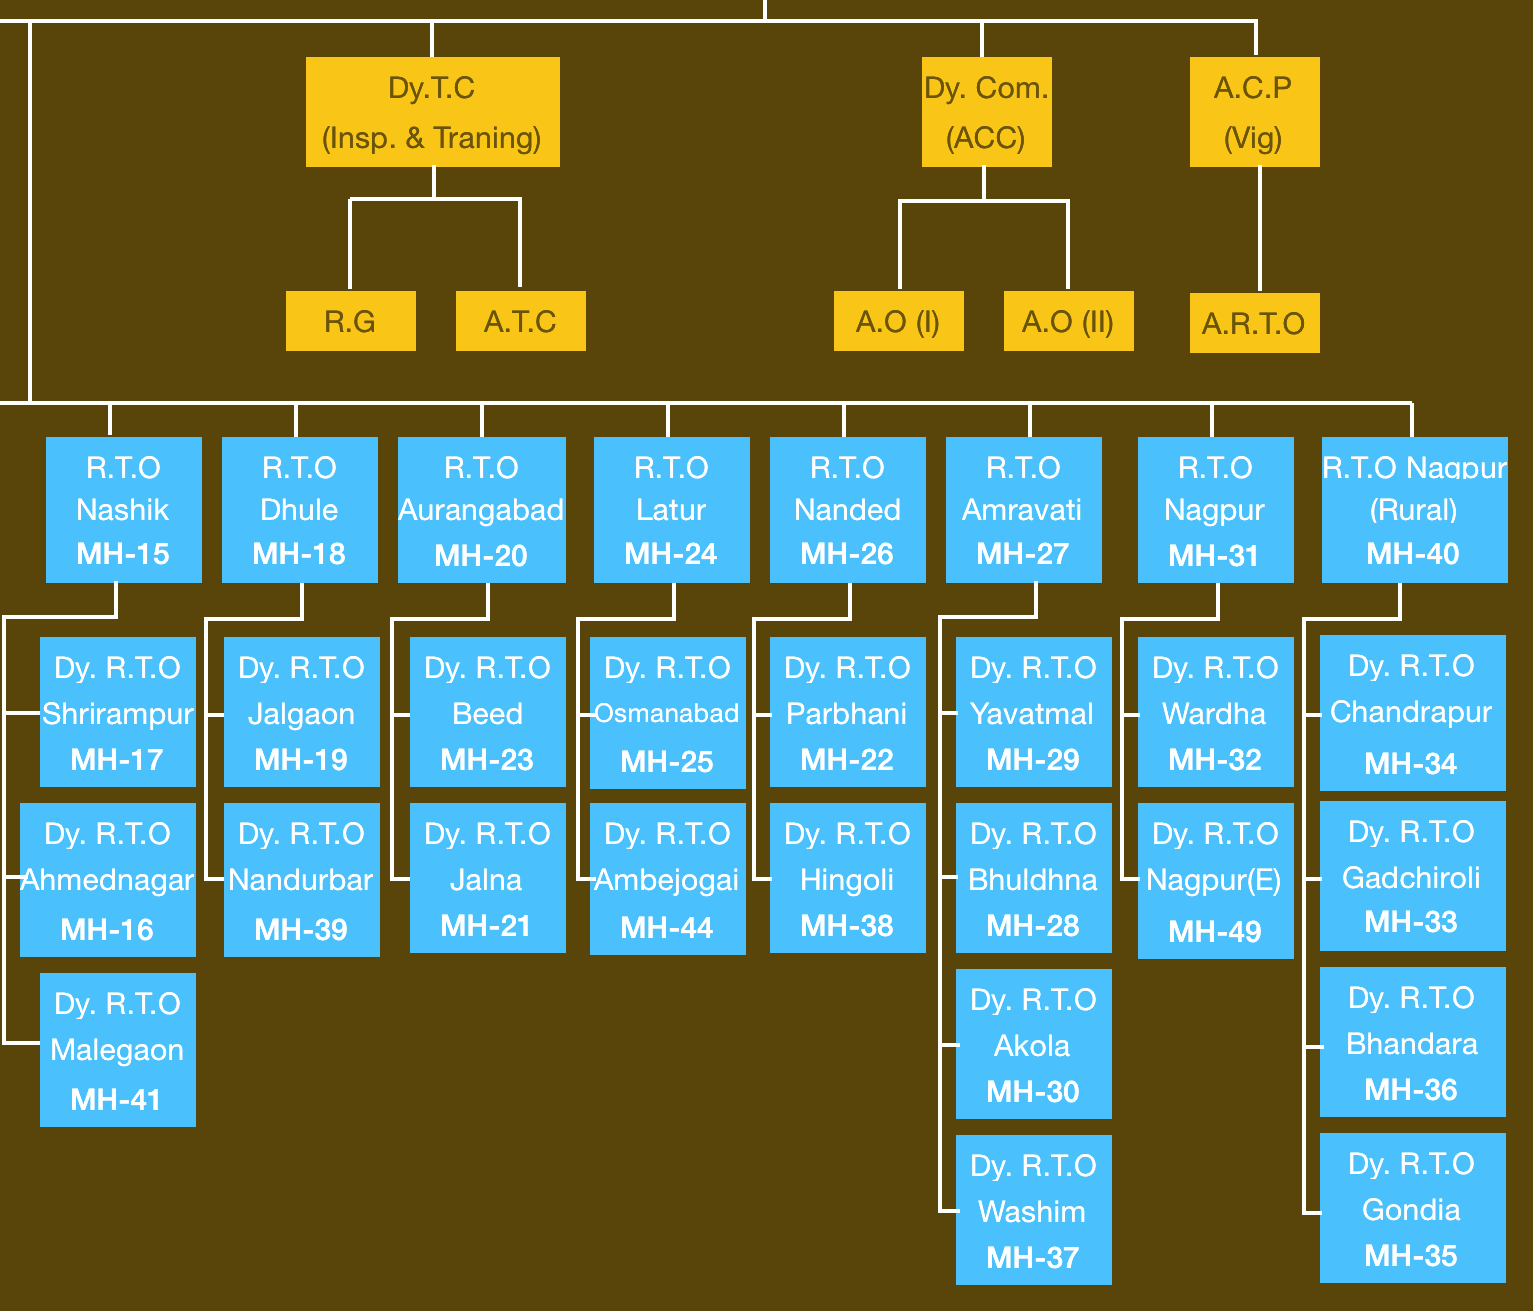 Dy.T.C
(Insp. & Traning)
Dy. Com.
(ACC)
A.C.P
(Vig)
R.G
A.T.C
A.O (I)
A.O (II)
A.R.T.O
R.T.O
Nashik
MH-15
R.T.O
Dhule
MH-18
R.T.O
Aurangabad
MH-20
R.T.O
Latur
MH-24
R.T.O
Nanded
MH-26
R.T.O
Amravati
MH-27
R.T.O
Nagpur
MH-31
R.T.O Nagpur
(Rural)
MH-40
Dy. R.T.O
Shrirampur
MH-17
Dy. R.T.O
Jalgaon
MH-19
Dy. R.T.O
Beed
MH-23
Dy. R.T.O
Osmanabad
MH-25
Dy. R.T.O
Parbhani
MH-22
Dy. R.T.O
Yavatmal
MH-29
Dy. R.T.O
Wardha
MH-32
Dy. R.T.O
Chandrapur
MH-34
Dy. R.T.O
Ahmednagar
MH-16
Dy. R.T.O
Nandurbar
MH-39
Dy. R.T.O
Jalna
MH-21
Dy. R.T.O
Ambejogai
MH-44
Dy. R.T.O
Hingoli
MH-38
Dy. R.T.O
Bhuldhna
MH-28
Dy. R.T.O
Nagpur(E)
MH-49
Dy. R.T.O
Gadchiroli
MH-33
Dy. R.T.O
Malegaon
MH-41
Dy. R.T.O
Akola
MH-30
Dy. R.T.O
Bhandara
MH-36
Dy. R.T.O
Washim
MH-37
Dy. R.T.O
Gondia
MH-35